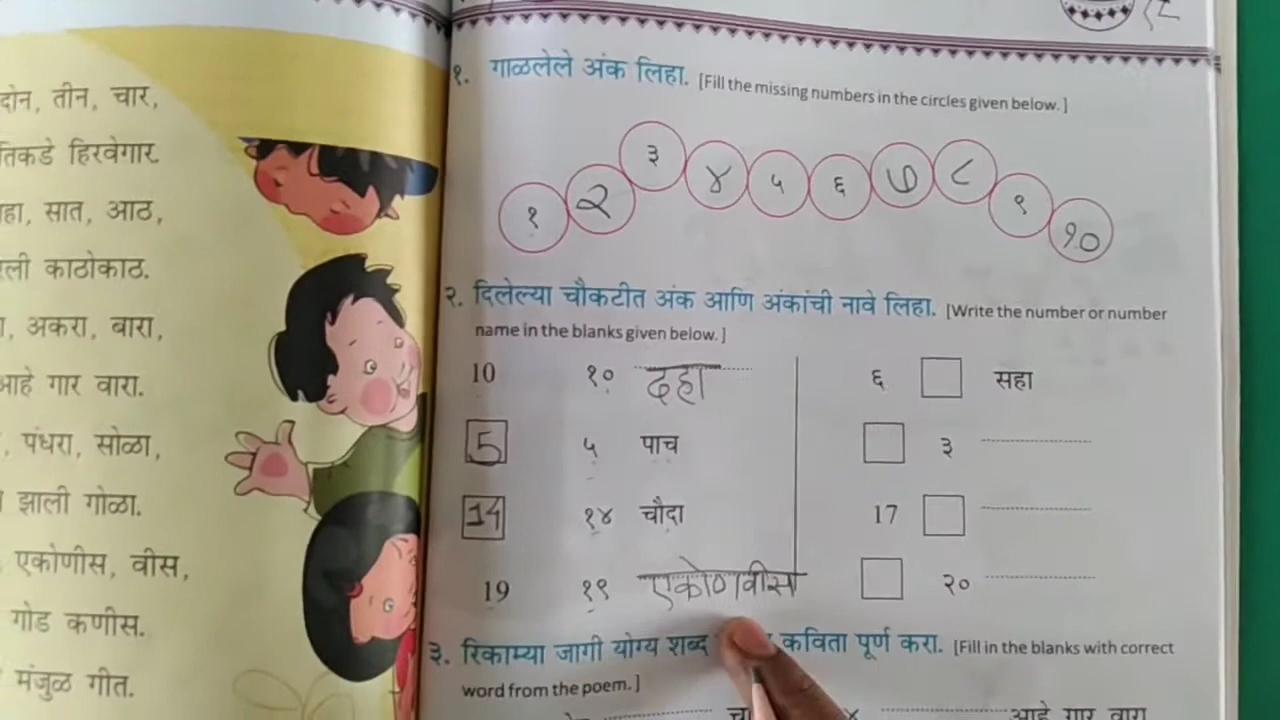 दोन, तीन, चार,
तिकडे हिरवेगार.
सहा, सात, आठ,
काठोकाठ.
अकरा, बारा,
आहे गार वारा.
पंधरा, सोळा,
झाली गोळा.
एकोणीस, वीस,
गोड कणीस.
मंजुळ गीत.
१. गाळलेले अंक लिहा. [Fill the missing numbers in the circles given below.]
१ २ ३ ४ ५ ६ ७ ८ ९ १०
२. दिलेल्या चौकटीत अंक आणि अंकांची नावे लिहा. [Write the number or number
name in the blanks given below.]
10 १० दहा ६ सहा
5 ५ पाच ३
14 १४ चौदा 17
19 १९ एकोणवीस २०
३. रिकाम्या जागी योग्य शब्द कविता पूर्ण करा. [Fill in the blanks with correct
word from the poem.]
आहे गार वारा